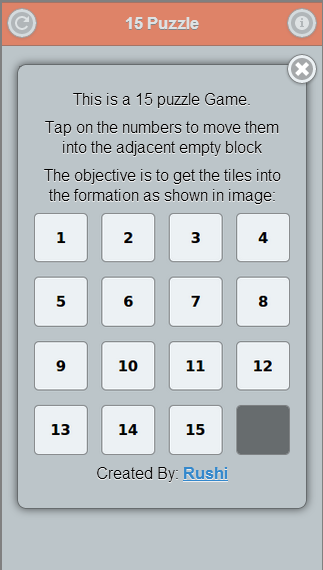 15 Puzzle
This is a 15 puzzle Game.
Tap on the numbers to move them
into the adjacent empty block
The objective is to get the tiles into
the formation as shown in image:
1 2 3 4
5 6 7 8
9 10 11 12
13 14 15
Created By: Rushi